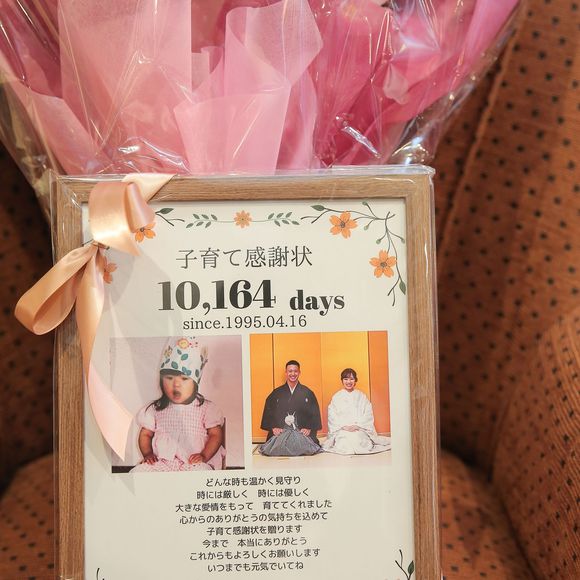 子育て感謝状
10,164 days
since.1995.04.16
どんな時も温かく見守り
時には厳しく 時には優しく
大きな愛情をもって 育ててくれました
心からのありがとうの気持ちを込めて
子育て感謝状を贈ります
今まで 本当にありがとう
これからもよろしくお願いします
いつまでも元気でいてね